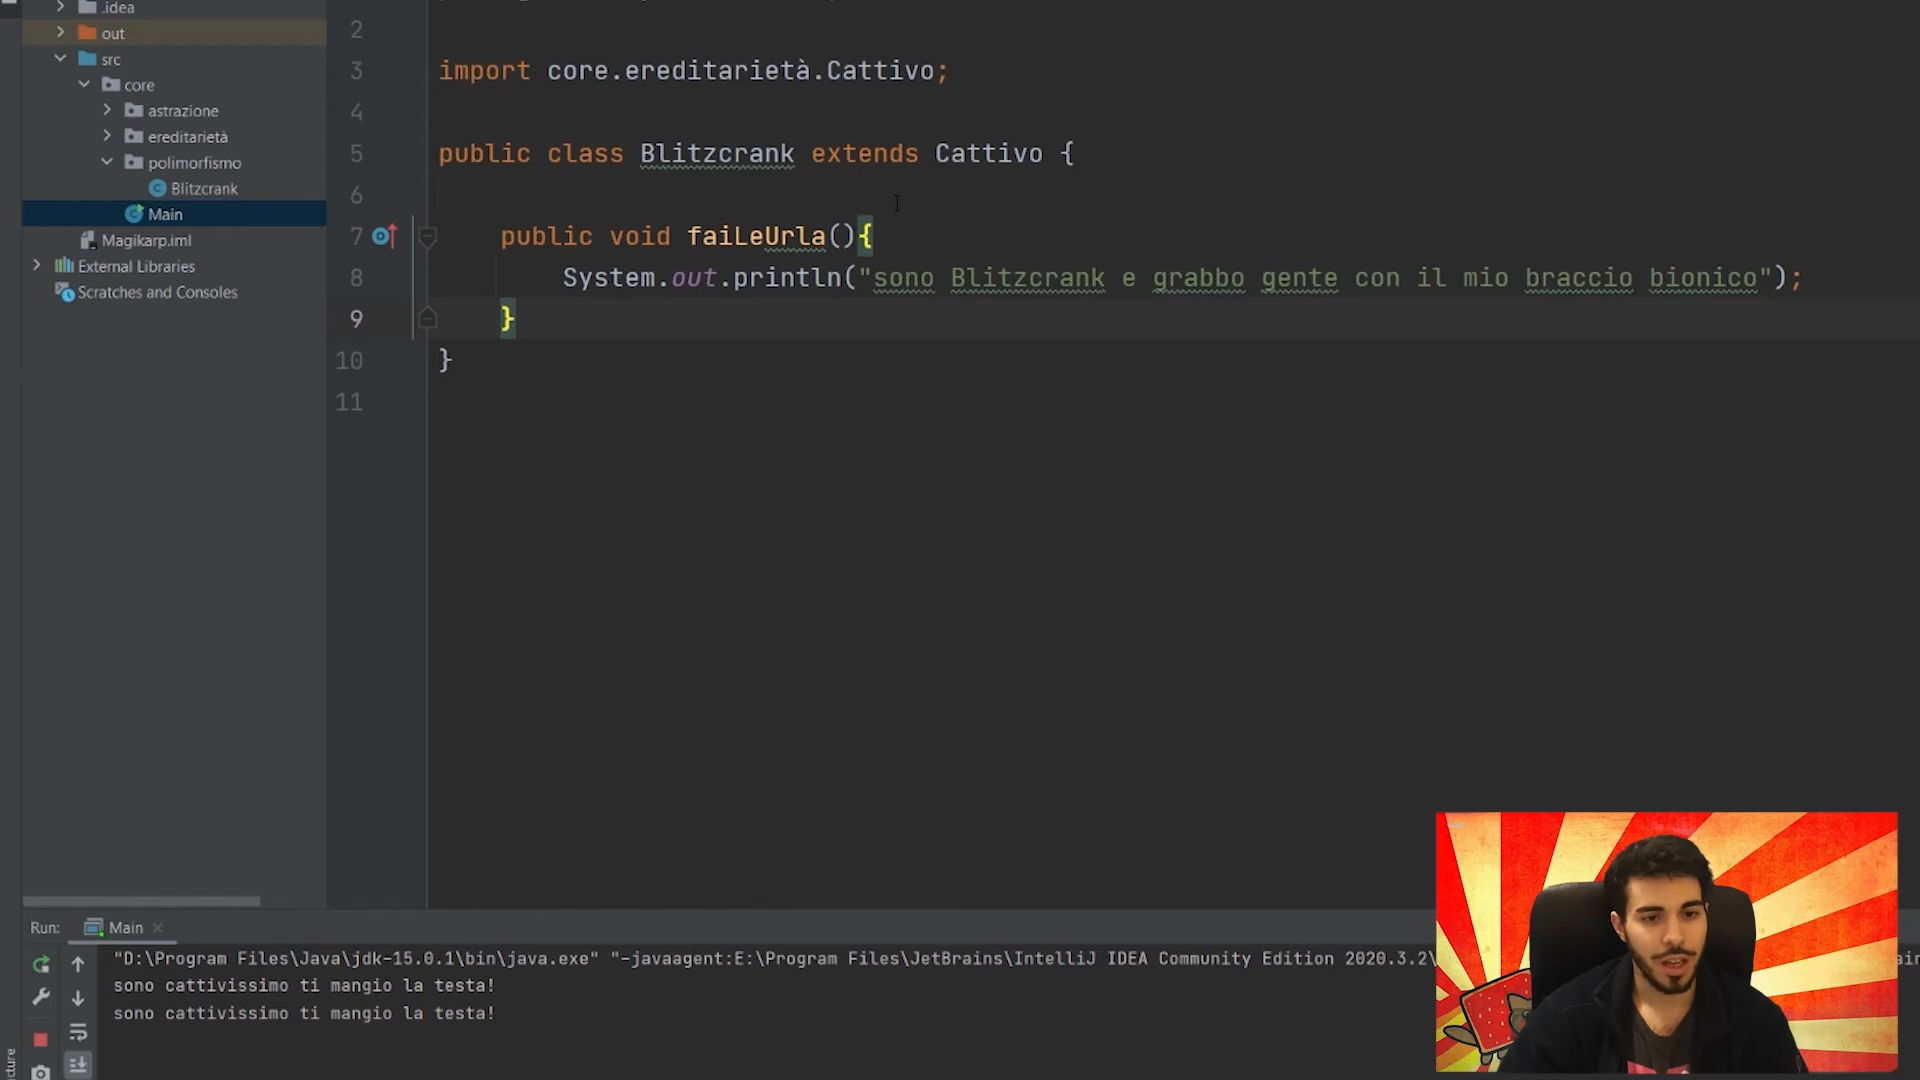 .idea
out
src
core
astrazione
ereditarietà
polimorfismo
Blitzcrank
Main
Magikarp.iml
External Libraries
Scratches and Consoles
2
3 import core.ereditarietà.Cattivo;
4
5 public class Blitzcrank extends Cattivo {
6
7 public void faiLeUrla(){
8 System.out.println("sono Blitzcrank e grabbo gente con il mio braccio bionico");
9 }
10 }
11
Run: Main
"D:\Program Files\Java\jdk-15.0.1\bin\java.exe" "-javaagent:E:\Program Files\JetBrains\IntelliJ IDEA Community Edition 2020.3.2\
sono cattivissimo ti mangio la testa!
sono cattivissimo ti mangio la testa!